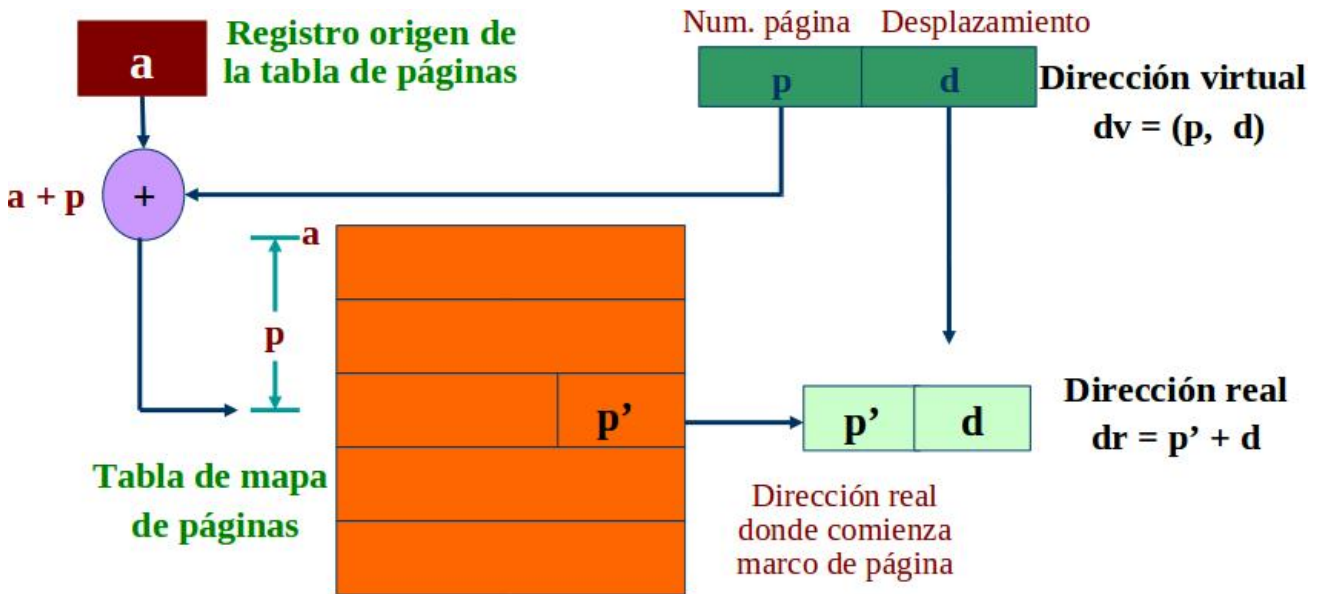 a
Registro origen de
la tabla de páginas
Num. página
Desplazamiento
p
d
Dirección virtual
dv = (p, d)
a + p
+
a
p
p’
p’
d
Dirección real
dr = p’ + d
Tabla de mapa
de páginas
Dirección real
donde comienza
marco de página